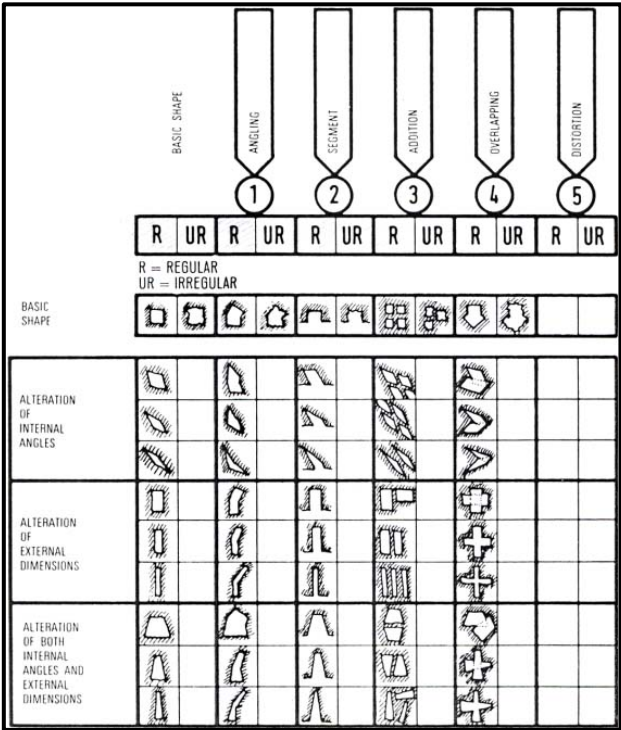 BASIC SHAPE
ANGLING
SEGMENT
ADDITION
OVERLAPPING
DISTORTION
1 2 3 4 5
R UR R UR R UR R UR R UR R UR
R = REGULAR
UR = IRREGULAR
BASIC
SHAPE
ALTERATION
OF
INTERNAL
ANGLES
ALTERATION
OF
EXTERNAL
DIMENSIONS
ALTERATION
OF BOTH
INTERNAL
ANGLES AND
EXTERNAL
DIMENSIONS